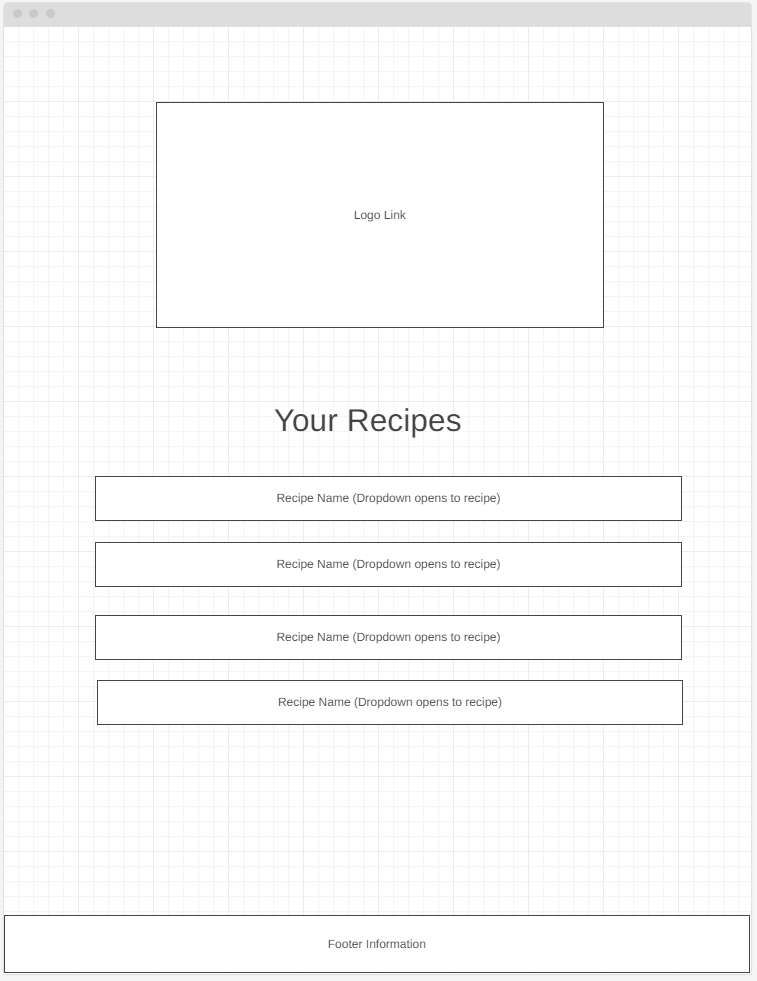 Logo Link
Your Recipes
Recipe Name (Dropdown opens to recipe)
Recipe Name (Dropdown opens to recipe)
Recipe Name (Dropdown opens to recipe)
Recipe Name (Dropdown opens to recipe)
Footer Information